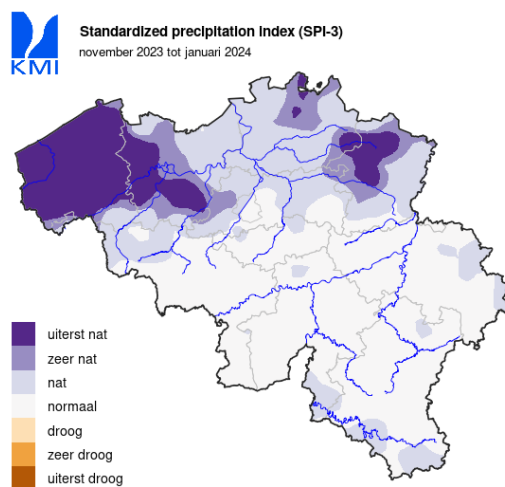 Standardized precipitation index (SPI-3)
november 2023 tot januari 2024
KMI
uiterst nat
zeer nat
nat
normaal
droog
zeer droog
uiterst droog